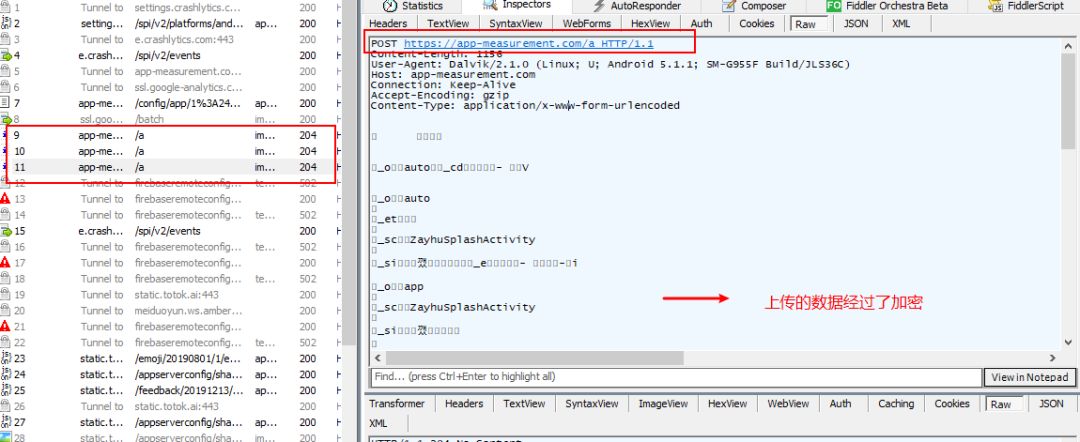 Statistics Inspectors AutoResponder Composer FO Fiddler Orchestra Beta FiddlerScript
Headers TextView SyntaxView WebForms HexView Auth Cookies Raw JSON XML
1 Tunnel to settings.crashlytics.c... 200
2 setting... /spi/v2/platforms/and... ap... 200
3 Tunnel to e.crashlytics.com:443 200
4 e.crash... /spi/v2/events ap... 200
5 Tunnel to app-measurement.co... 200
6 Tunnel to ssl.google-analytics... 200
7 app-me... /config/app/1%3A24... ap... 200
8 ssl.goo... /batch im... 200
9 app-me... /a im... 204
10 app-me... /a im... 204
11 app-me... /a im... 204
12 Tunnel to firebaseremoteconfig... te... 502
13 Tunnel to firebaseremoteconfig... 200
14 Tunnel to firebaseremoteconfig... te... 502
15 e.crash... /spi/v2/events ap... 200
16 Tunnel to firebaseremoteconfig... te... 502
17 Tunnel to firebaseremoteconfig... 200
18 Tunnel to firebaseremoteconfig... te... 502
19 Tunnel to static.totok.ai:443 200
20 Tunnel to meiduoyun.ws.amber... 200
21 Tunnel to firebaseremoteconfig... 200
22 Tunnel to firebaseremoteconfig... te... 502
23 static.t... /emoji/20190801/1/e... ap... 200
24 static.t... /appserverconfig/sha... ap... 200
25 static.t... /feedback/20191213/... ap... 200
26 Tunnel to static.totok.ai:443 200
27 static.t... /appserverconfig/sha... ap... 200
28 static.t... /appserverconfig/sha... im... 200
POST https://app-measurement.com/a HTTP/1.1
Content-Length: 1156
User-Agent: Dalvik/2.1.0 (Linux; U; Android 5.1.1; SM-G955F Build/JLS36C)
Host: app-measurement.com
Connection: Keep-Alive
Accept-Encoding: gzip
Content-Type: application/x-www-form-urlencoded
_o auto _cd - V
_o auto
_et
_sc ZayhuSplashActivity
_si _e - - i
_o app
_sc ZayhuSplashActivity
_si
上传的数据经过了加密
Find... (press Ctrl+Enter to highlight all) View in Notepad
Transformer Headers TextView SyntaxView ImageView HexView WebView Auth Caching Cookies Raw JSON
XML
HTTP/1.1 204 No Content